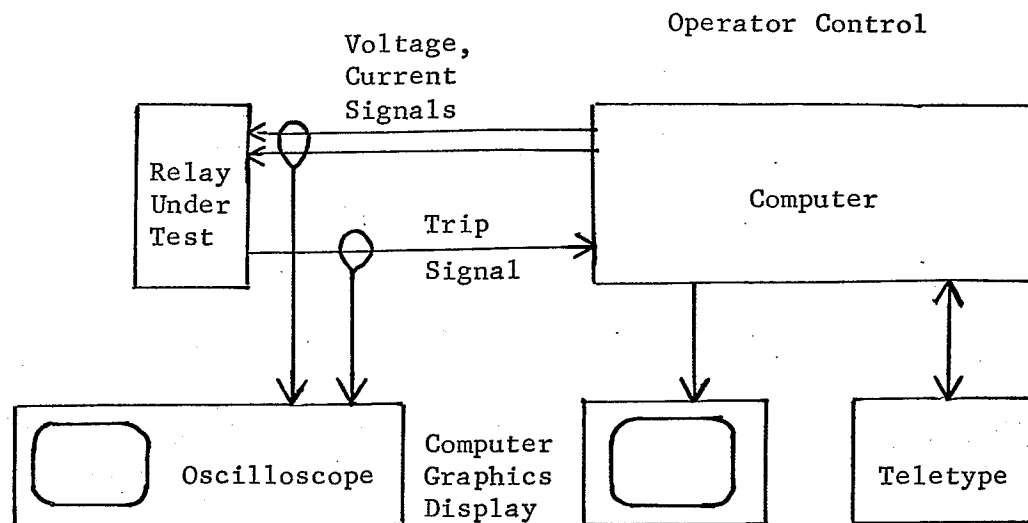 Operator Control
Voltage,
Current
Signals
Relay
Under
Test
Computer
Trip
Signal
Oscilloscope
Computer
Graphics
Display
Teletype